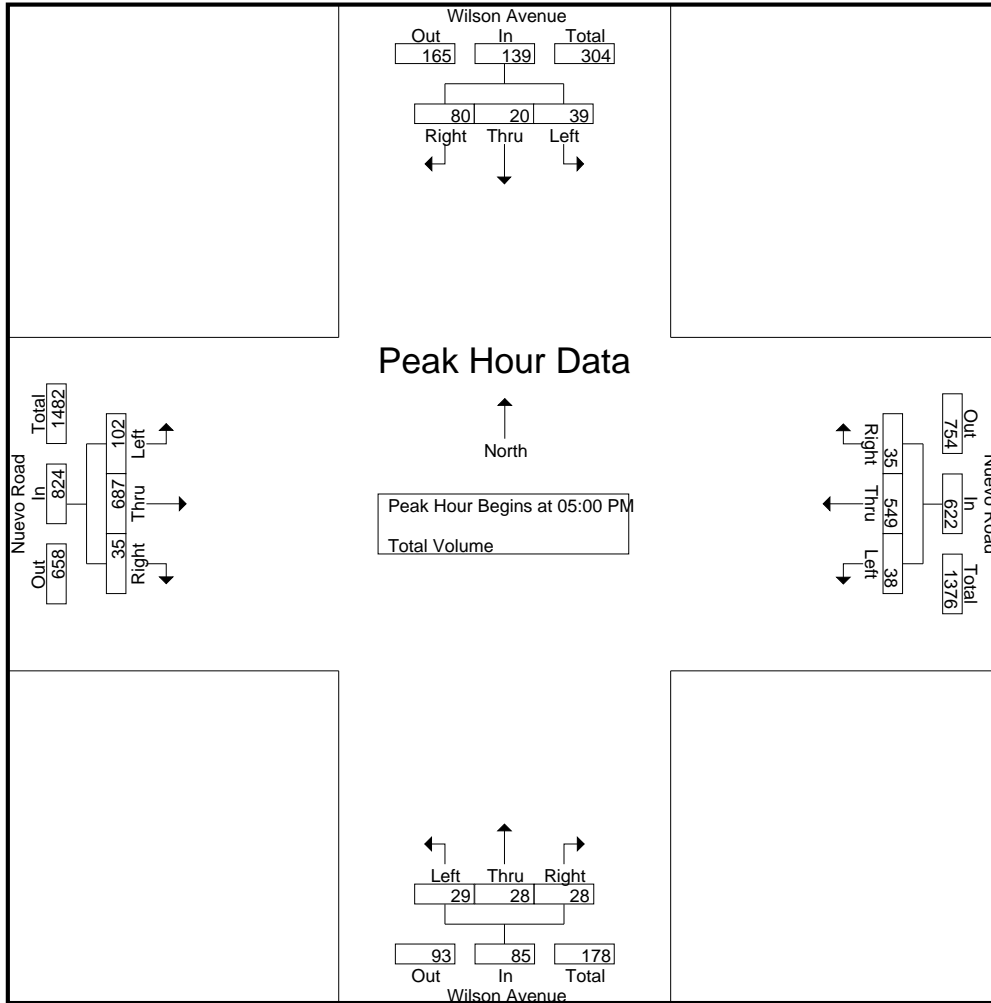 Wilson Avenue
Out In Total
165 139 304
80 20 39
Right Thru Left
Peak Hour Data
North
Peak Hour Begins at 05:00 PM
Total Volume
Nuevo Road
Total In Out
1482 824 658
102 687 35
Left Thru Right
Right Thru Left
35 549 38
Out In Total
754 622 1376
Nuevo Road
Left Thru Right
29 28 28
93 85 178
Out In Total
Wilson Avenue